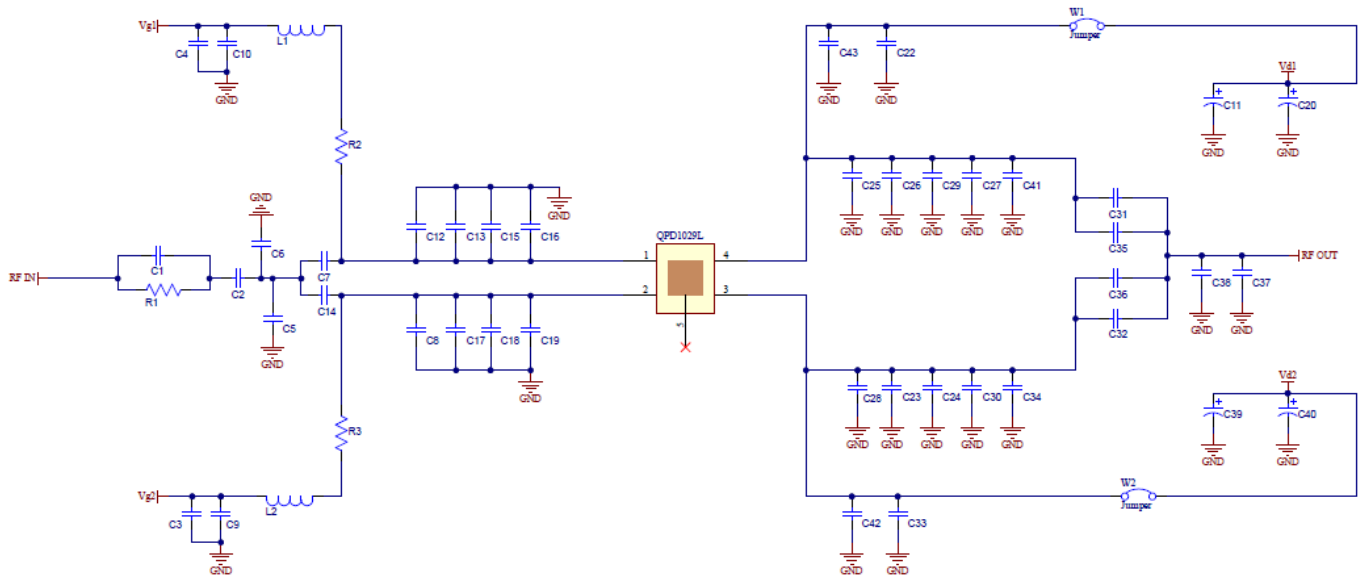 W1
Jumper
Vg1
C4
C10
L1
GND
C43
C22
GND
GND
Vd1
C11
C20
GND
GND
R2
C25
C26
C29
C27
C41
GND
GND
GND
GND
GND
GND
GND
C12
C13
C15
C16
C31
C35
C6
QPD1029L
C1
C7
1
4
RF IN
RF OUT
R1
C2
C14
2
3
C36
C38
C37
C5
C32
GND
GND
GND
5
C8
C17
C18
C19
GND
Vd2
C28
C23
C24
C30
C34
C39
C40
GND
GND
GND
GND
GND
GND
GND
R3
W2
Jumper
Vg2
L2
C3
C9
C42
C33
GND
GND
GND